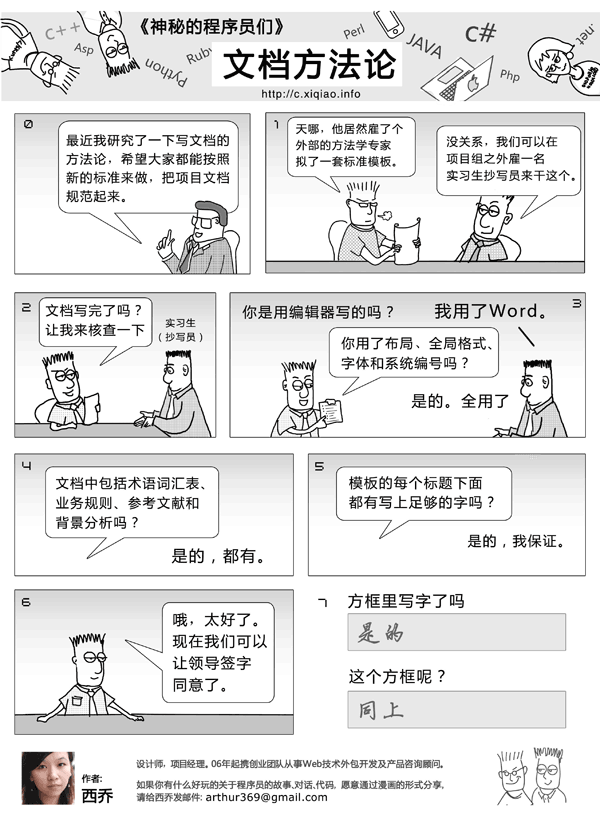 《神秘的程序员们》
C++
Asp
Python
Ruby
Perl
JAVA
c#
Php
.net
文档方法论
http://c.xiqiao.info
0
最近我研究了一下写文档的
方法论，希望大家都能按照
新的标准来做，把项目文档
规范起来。
1
天哪，他居然雇了个
外部的方法学专家
拟了一套标准模板。
没关系，我们可以在
项目组之外雇一名
实习生抄写员来干这个。
2
文档写完了吗？
让我来核查一下
实习生
（抄写员）
3
你是用编辑器写的吗？
我用了Word。
你用了布局、全局格式、
字体和系统编号吗？
是的。全用了
4
文档中包括术语词汇表、
业务规则、参考文献和
背景分析吗？
是的，都有。
5
模板的每个标题下面
都有写上足够的字吗？
是的，我保证。
6
哦，太好了。
现在我们可以
让领导签字
同意了。
7
方框里写字了吗
是的
这个方框呢？
同上
作者:
西乔
设计师，项目经理。06年起携创业团队从事Web技术外包开发及产品咨询顾问。
如果你有什么好玩的关于程序员的故事,对话,代码，愿意通过漫画的形式分享,
请给西乔发邮件: arthur369@gmail.com